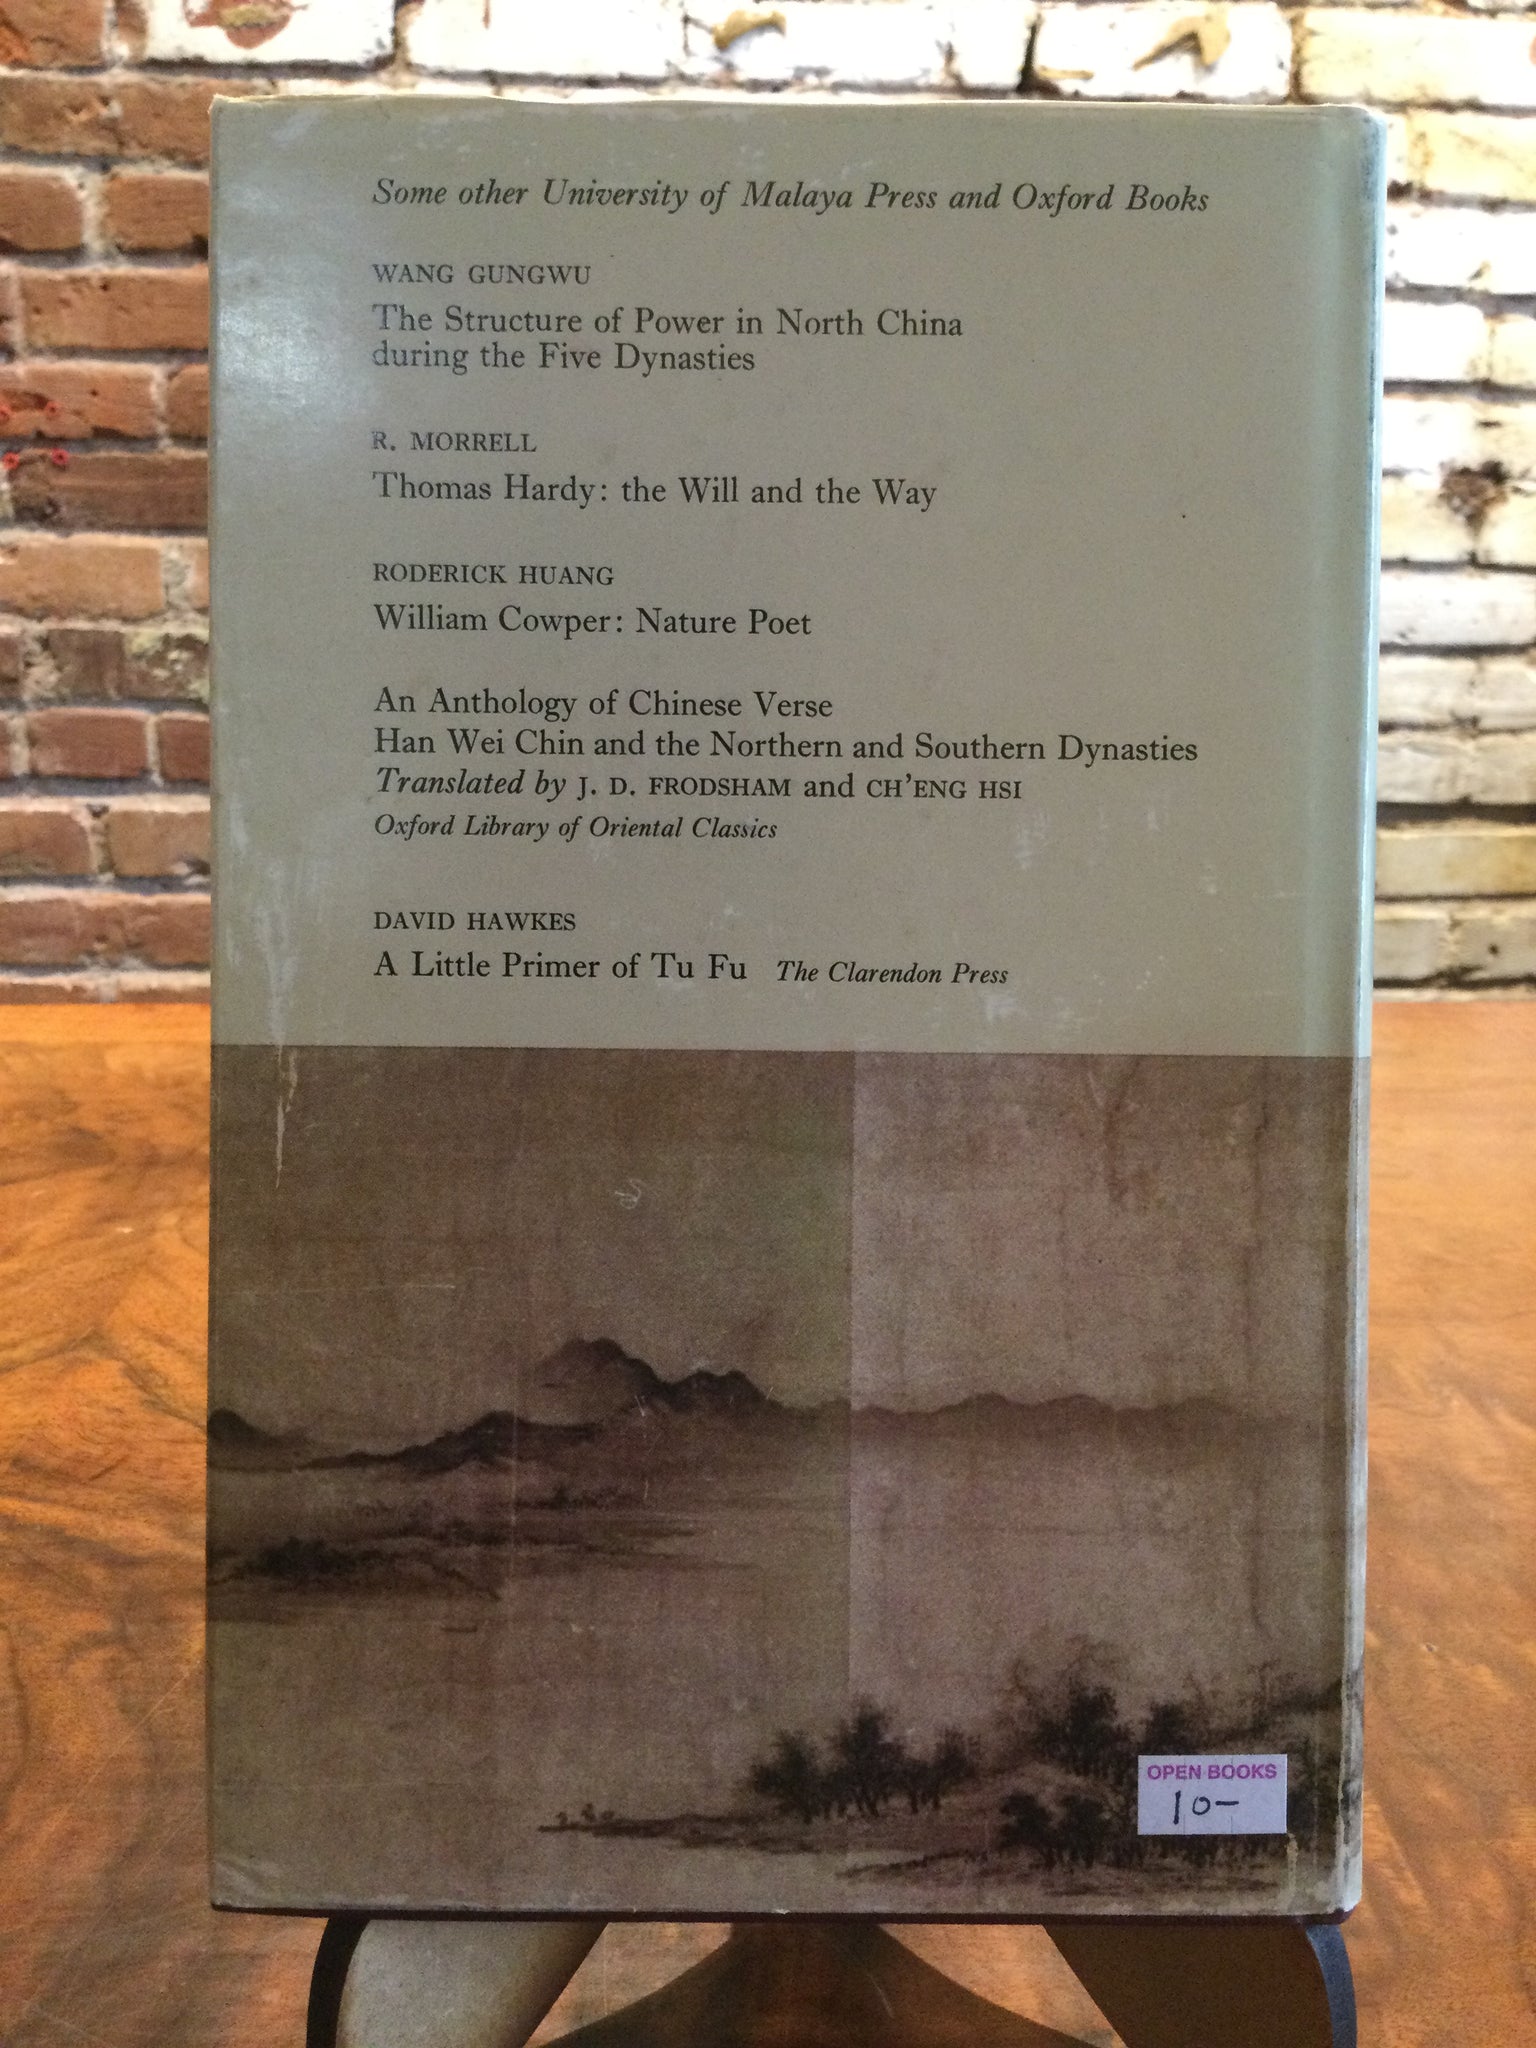 Some other University of Malaya Press and Oxford Books
WANG GUNGWU
The Structure of Power in North China
during the Five Dynasties
R. MORRELL
Thomas Hardy: the Will and the Way
RODERICK HUANG
William Cowper: Nature Poet
An Anthology of Chinese Verse
Han Wei Chin and the Northern and Southern Dynasties
Translated by J. D. FRODSHAM and CH'ENG HSI
Oxford Library of Oriental Classics
DAVID HAWKES
A Little Primer of Tu Fu The Clarendon Press
OPEN BOOKS
10–